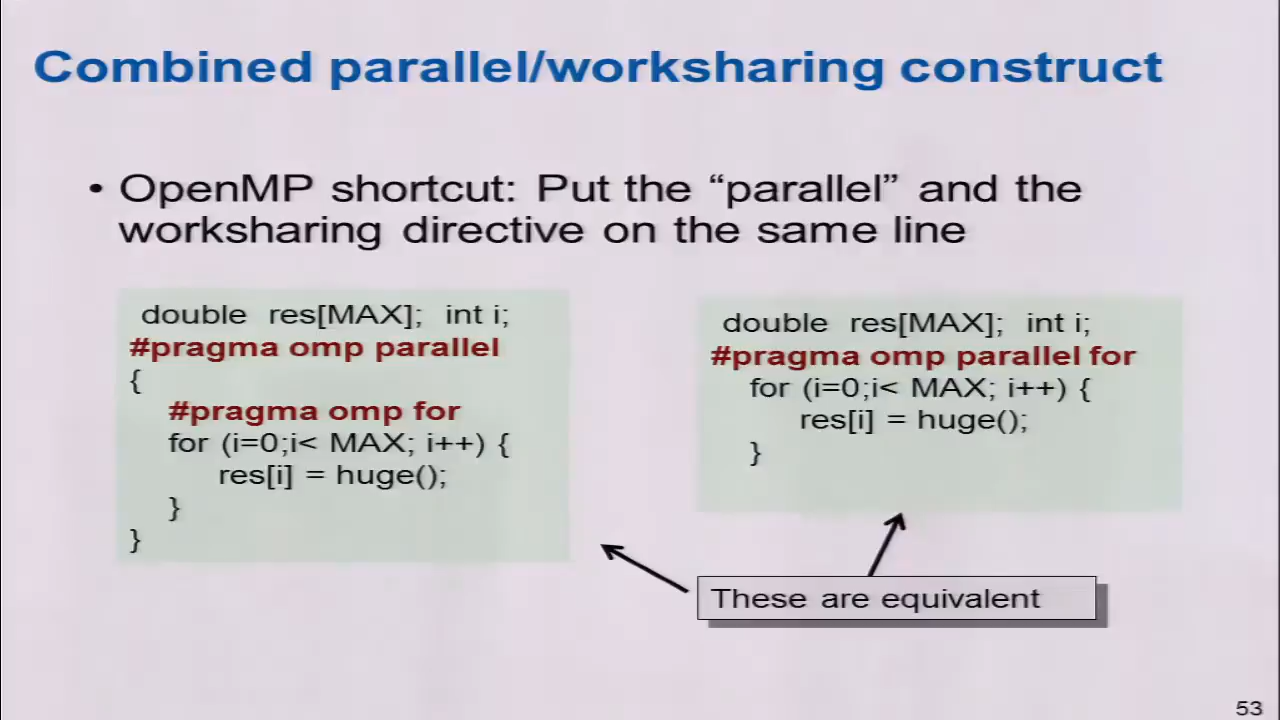 Combined parallel/worksharing construct
• OpenMP shortcut: Put the “parallel” and the
worksharing directive on the same line
double res[MAX]; int i;
#pragma omp parallel
{
#pragma omp for
for (i=0;i< MAX; i++) {
res[i] = huge();
}
}
double res[MAX]; int i;
#pragma omp parallel for
for (i=0;i< MAX; i++) {
res[i] = huge();
}
These are equivalent
53